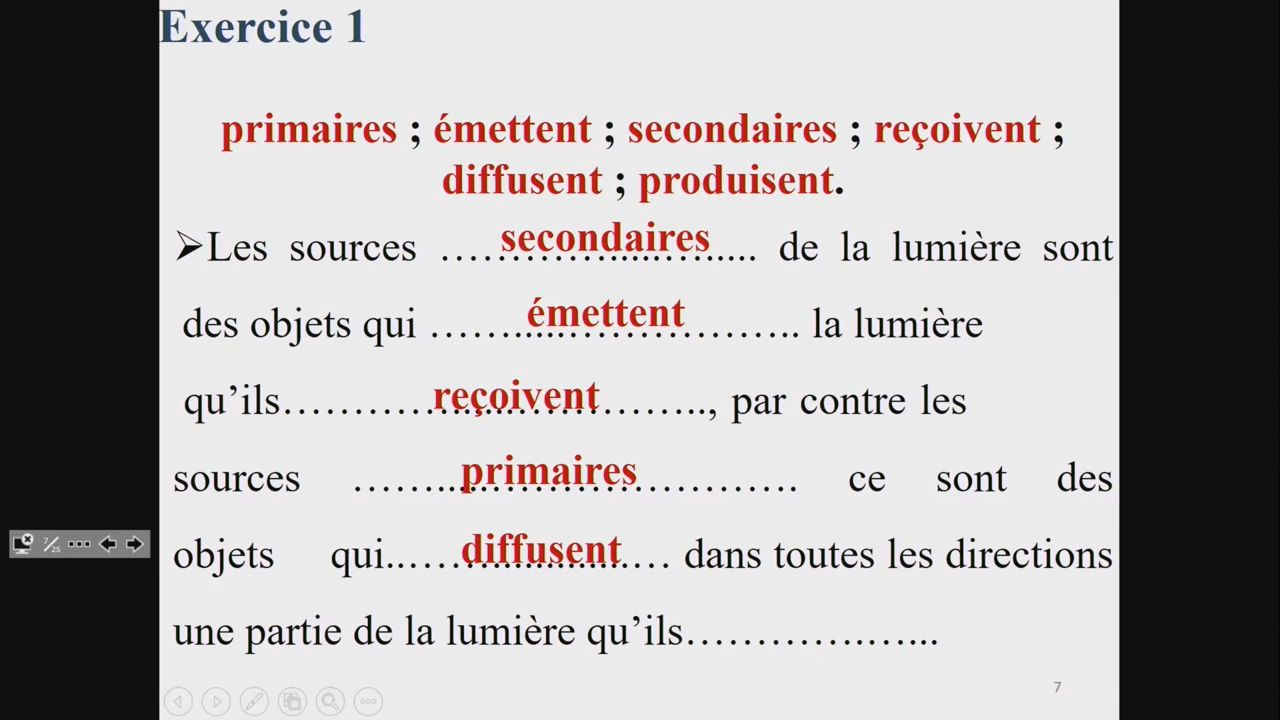 Exercice 1
primaires ; émettent ; secondaires ; reçoivent ;
diffusent ; produisent.
➢Les sources ……secondaires……... de la lumière sont
des objets qui ……émettent…………….. la lumière
qu’ils…………reçoivent………….., par contre les
sources ……..primaires……………. ce sont des
objets qui..……diffusent…… dans toutes les directions
une partie de la lumière qu’ils………….…...
7/25
7